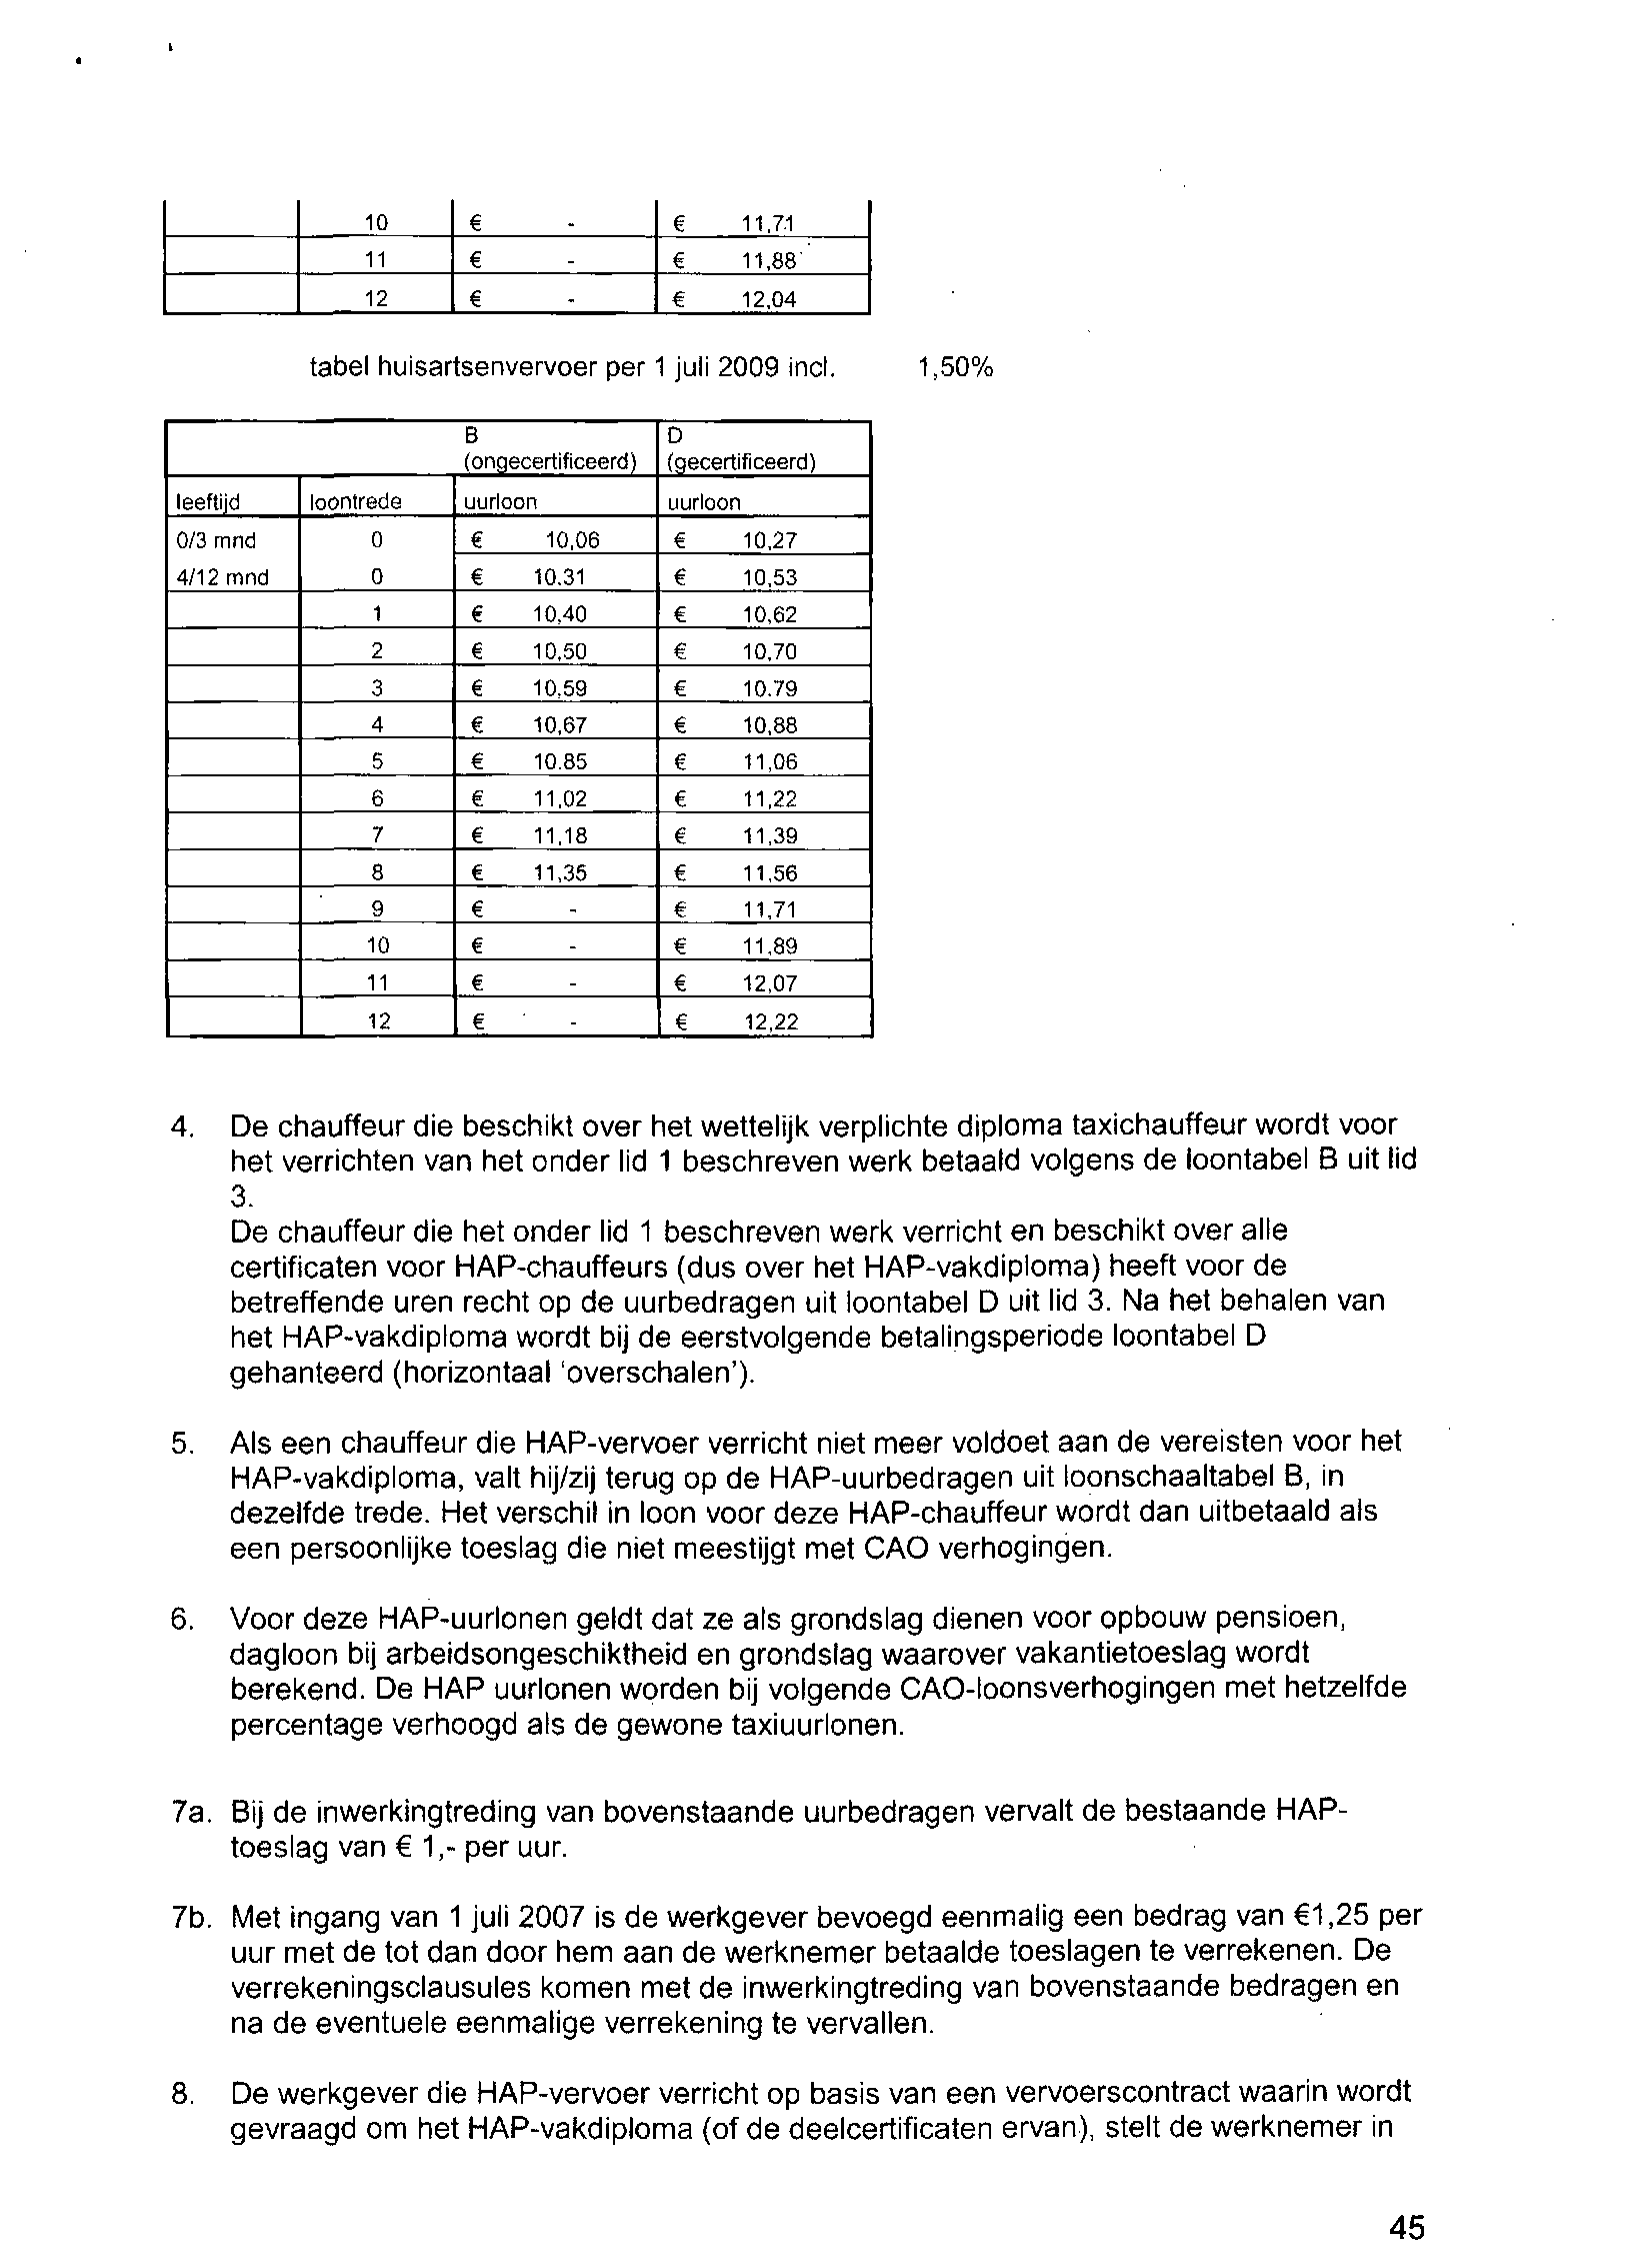 10 € - € 11,71
11 € - € 11,88
12 € - € 12,04
tabel huisartsenvervoer per 1 juli 2009 incl. 1,50%
B D
(ongecertificeerd) (gecertificeerd)
leeftijd loontrede uurloon uurloon
0/3 mnd 0 € 10,06 € 10,27
4/12 mnd 0 € 10.31 € 10,53
1 € 10,40 € 10,62
2 € 10,50 € 10,70
3 € 10,59 € 10.79
4 € 10,67 € 10,88
5 € 10.85 € 11,06
6 € 11,02 € 11,22
7 € 11,18 € 11,39
8 € 11,35 € 11,56
9 € - € 11,71
10 € - € 11,89
11 € - € 12,07
12 € - € 12,22
4. De chauffeur die beschikt over het wettelijk verplichte diploma taxichauffeur wordt voor
het verrichten van het onder lid 1 beschreven werk betaald volgens de loontabel B uit lid
3.
De chauffeur die het onder lid 1 beschreven werk verricht en beschikt over alle
certificaten voor HAP-chauffeurs (dus over het HAP-vakdiploma) heeft voor de
betreffende uren recht op de uurbedragen uit loontabel D uit lid 3. Na het behalen van
het HAP-vakdiploma wordt bij de eerstvolgende betalingsperiode loontabel D
gehanteerd (horizontaal ‘overschalen’).
5. Als een chauffeur die HAP-vervoer verricht niet meer voldoet aan de vereisten voor het
HAP-vakdiploma, valt hij/zij terug op de HAP-uurbedragen uit loonschaaltabel B, in
dezelfde trede. Het verschil in loon voor deze HAP-chauffeur wordt dan uitbetaald als
een persoonlijke toeslag die niet meestijgt met CAO verhogingen.
6. Voor deze HAP-uurlonen geldt dat ze als grondslag dienen voor opbouw pensioen,
dagloon bij arbeidsongeschiktheid en grondslag waarover vakantietoeslag wordt
berekend. De HAP uurlonen worden bij volgende CAO-loonsverhogingen met hetzelfde
percentage verhoogd als de gewone taxiuurlonen.
7a. Bij de inwerkingtreding van bovenstaande uurbedragen vervalt de bestaande HAP-
toeslag van € 1,- per uur.
7b. Met ingang van 1 juli 2007 is de werkgever bevoegd eenmalig een bedrag van €1,25 per
uur met de tot dan door hem aan de werknemer betaalde toeslagen te verrekenen. De
verrekeningsclausules komen met de inwerkingtreding van bovenstaande bedragen en
na de eventuele eenmalige verrekening te vervallen.
8. De werkgever die HAP-vervoer verricht op basis van een vervoerscontract waarin wordt
gevraagd om het HAP-vakdiploma (of de deelcertificaten ervan), stelt de werknemer in
45